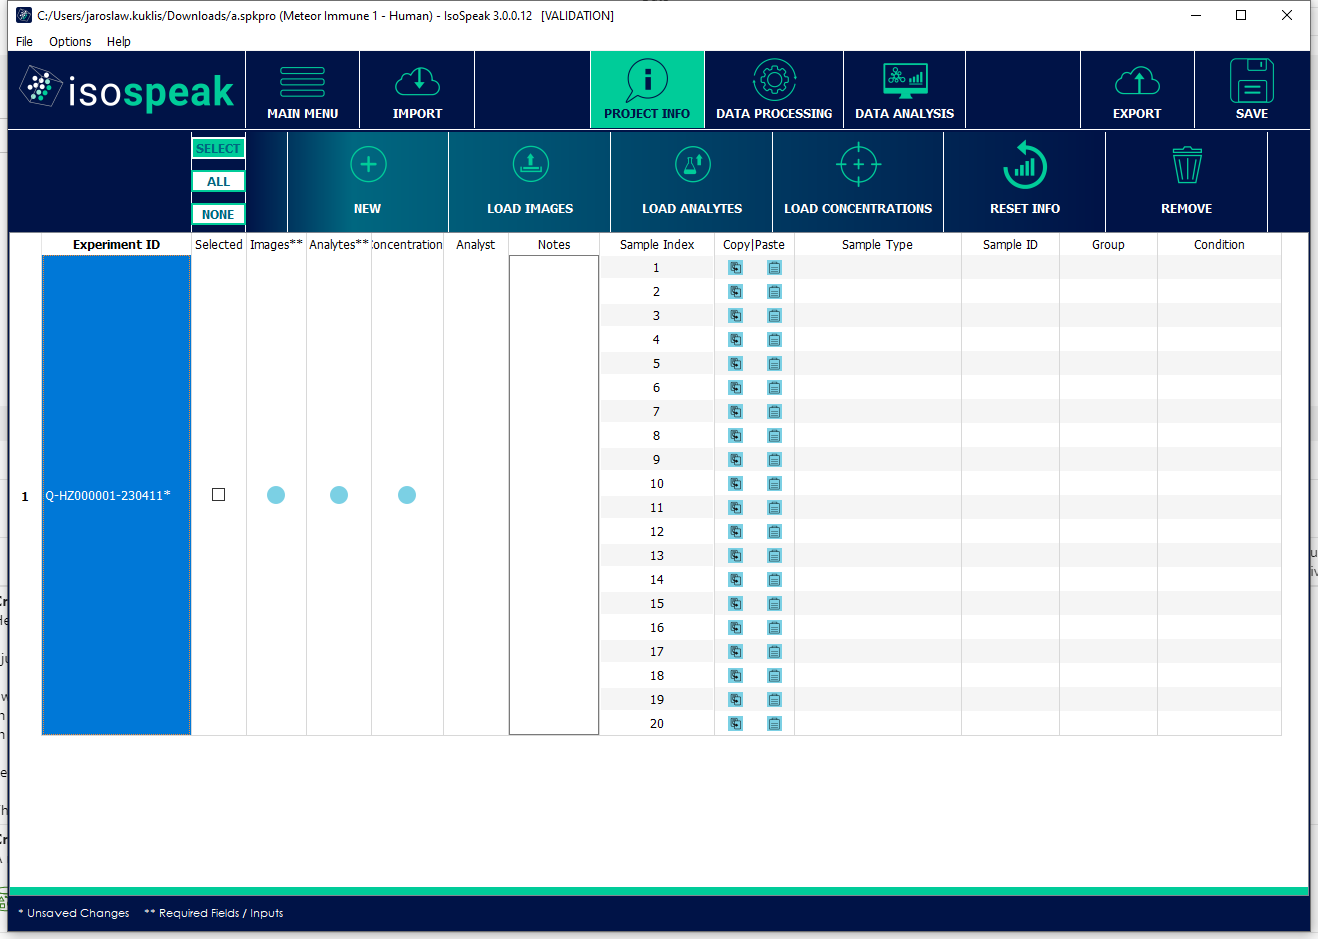 C:/Users/jaroslaw.kuklis/Downloads/a.spkpro (Meteor Immune 1 - Human) - IsoSpeak 3.0.0.12 [VALIDATION]
File Options Help
isospeak
MAIN MENU IMPORT PROJECT INFO DATA PROCESSING DATA ANALYSIS EXPORT SAVE
SELECT
ALL
NONE
NEW LOAD IMAGES LOAD ANALYTES LOAD CONCENTRATIONS RESET INFO REMOVE
Experiment ID Selected Images** Analytes** Concentration Analyst Notes Sample Index Copy|Paste Sample Type Sample ID Group Condition
1
2
3
4
5
6
7
8
9
10
1 Q-HZ000001-230411*
11
12
13
14
15
16
17
18
19
20
* Unsaved Changes ** Required Fields / Inputs